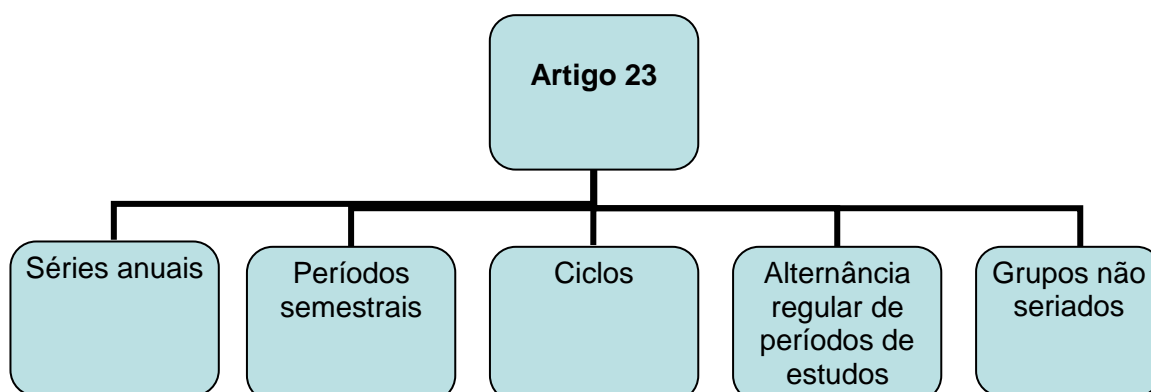 Artigo 23
Séries anuais
Períodos
semestrais
Ciclos
Alternância
regular de
períodos de
estudos
Grupos não
seriados